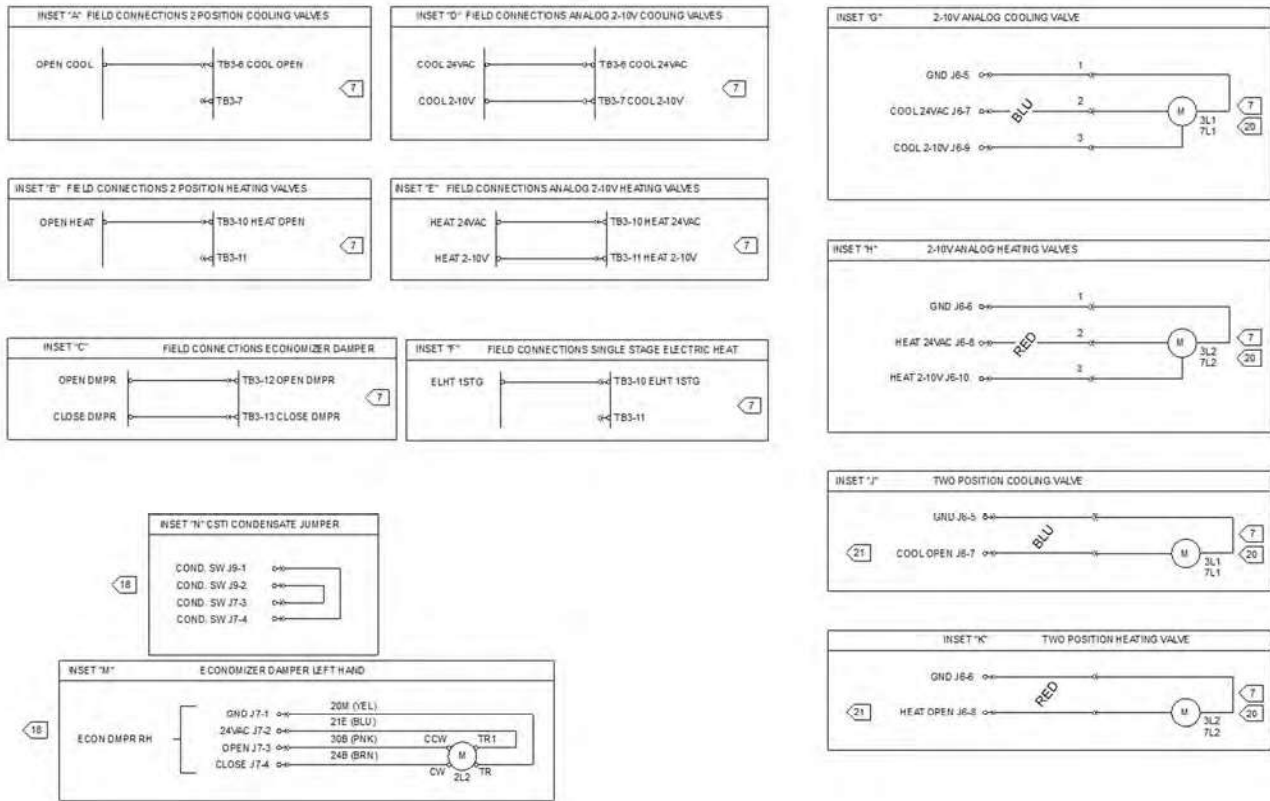 INSET "A" FIELD CONNECTIONS 2 POSITION COOLING VALVES
OPEN COOL TB3-6 COOL OPEN
TB3-7
7
INSET "D" FIELD CONNECTIONS ANALOG 2-10V COOLING VALVES
COOL 24VAC TB3-6 COOL 24VAC
COOL 2-10V TB3-7 COOL 2-10V
7
INSET "G" 2-10V ANALOG COOLING VALVE
GND J6-5 1
COOL 24VAC J6-7 BLU 2 M
COOL 2-10V J6-9 3
3L1
7L1
7
20
INSET "B" FIELD CONNECTIONS 2 POSITION HEATING VALVES
OPEN HEAT TB3-10 HEAT OPEN
TB3-11
7
INSET "E" FIELD CONNECTIONS ANALOG 2-10V HEATING VALVES
HEAT 24VAC TB3-10 HEAT 24VAC
HEAT 2-10V TB3-11 HEAT 2-10V
7
INSET "H" 2-10V ANALOG HEATING VALVES
GND J6-6 1
HEAT 24VAC J6-8 RED 2 M
HEAT 2-10V J6-10 3
3L2
7L2
7
20
INSET "C" FIELD CONNECTIONS ECONOMIZER DAMPER
OPEN DMPR TB3-12 OPEN DMPR
CLOSE DMPR TB3-13 CLOSE DMPR
7
INSET "F" FIELD CONNECTIONS SINGLE STAGE ELECTRIC HEAT
ELHT 1STG TB3-10 ELHT 1STG
TB3-11
7
INSET "J" TWO POSITION COOLING VALVE
GND J6-5 BLU
21 COOL OPEN J6-7 M
3L1
7L1
7
20
INSET "N" CSTI CONDENSATE JUMPER
COND. SW J9-1
COND. SW J9-2
COND. SW J7-3
COND. SW J7-4
18
INSET "K" TWO POSITION HEATING VALVE
GND J6-6 RED
21 HEAT OPEN J6-8 M
3L2
7L2
7
20
INSET "M" ECONOMIZER DAMPER LEFT HAND
18 ECON DMPR RH
GND J7-1 20M (YEL)
24VAC J7-2 21E (BLU)
OPEN J7-3 30B (PNK) CCW TR1
CLOSE J7-4 24B (BRN) M
CW 2L2 TR